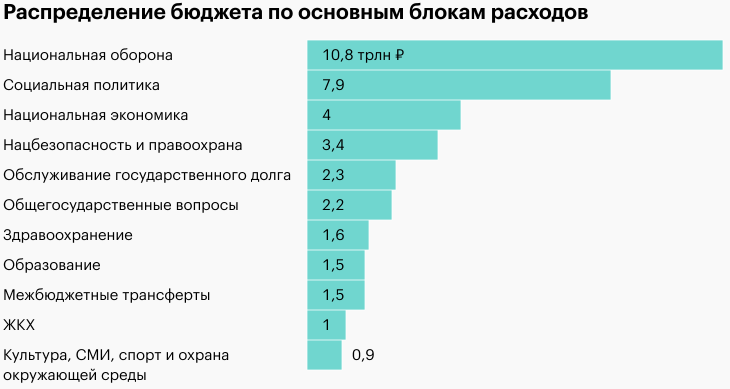 Распределение бюджета по основным блокам расходов
Национальная оборона 10,8 трлн ₽
Социальная политика 7,9
Национальная экономика 4
Нацбезопасность и правоохрана 3,4
Обслуживание государственного долга 2,3
Общегосударственные вопросы 2,2
Здравоохранение 1,6
Образование 1,5
Межбюджетные трансферты 1,5
ЖКХ 1
Культура, СМИ, спорт и охрана 0,9
окружающей среды